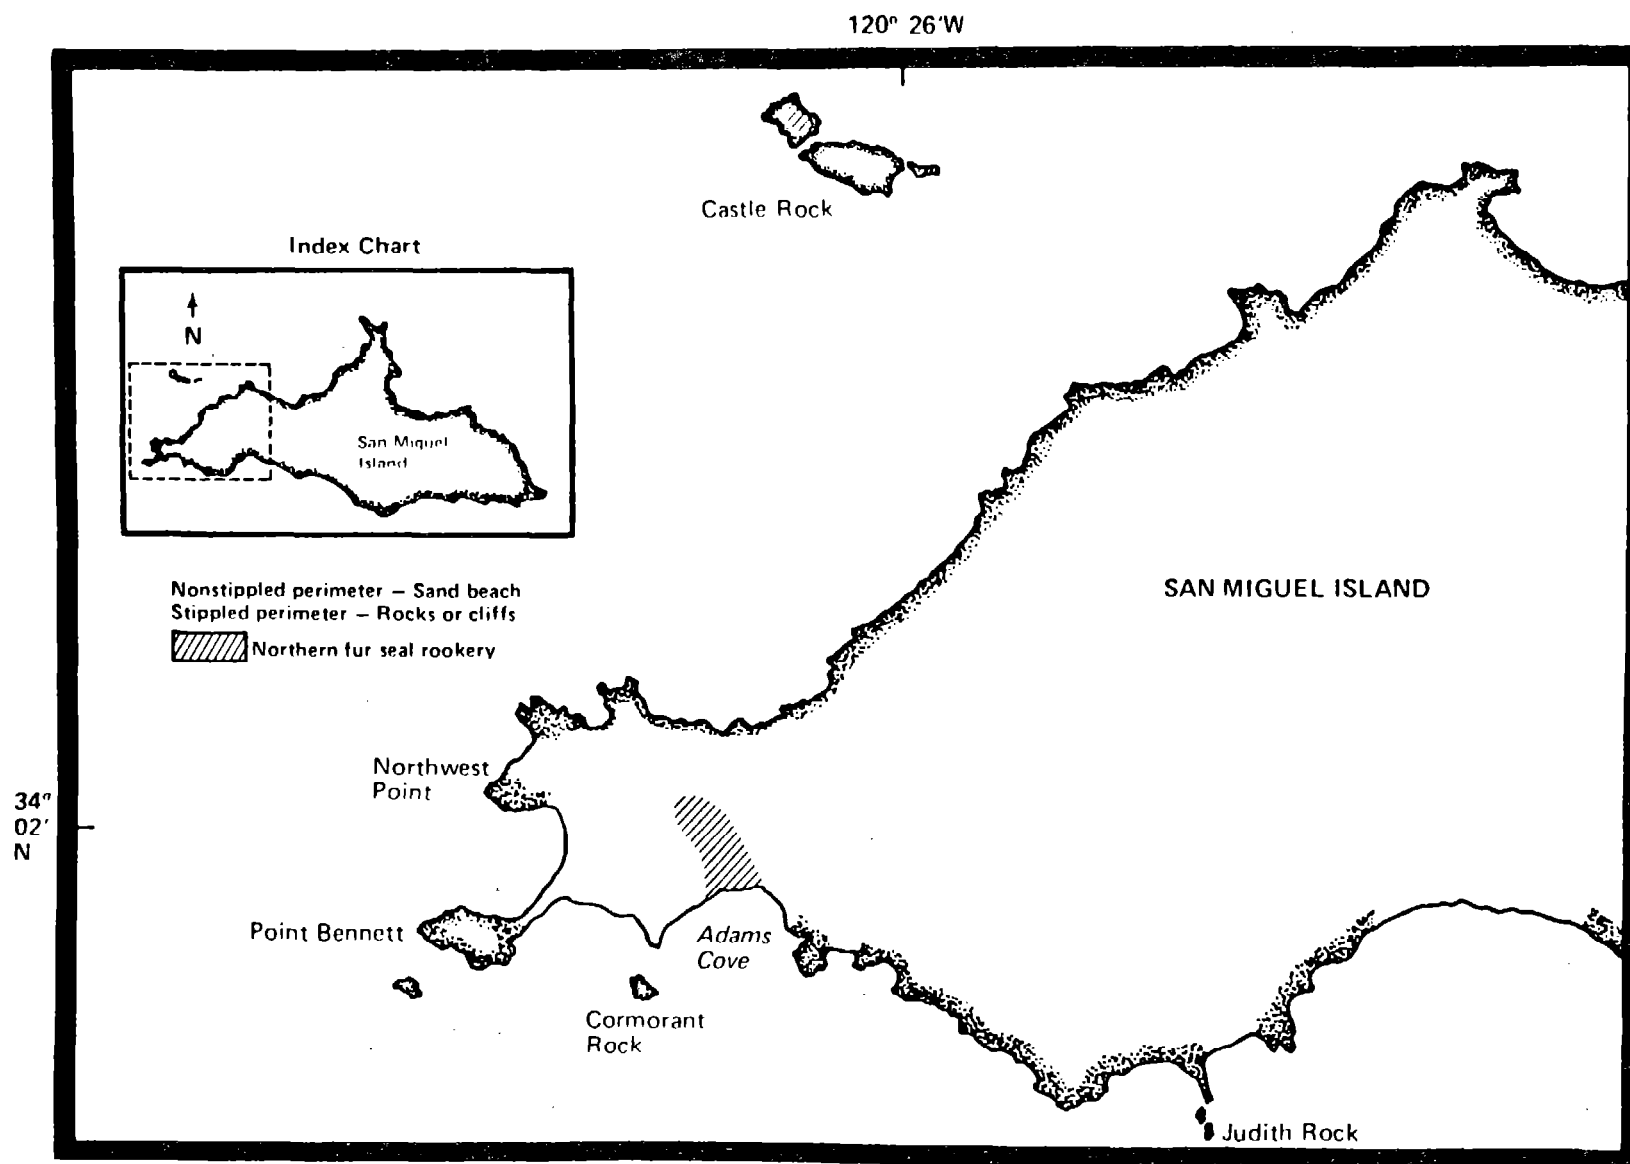 120° 26'W
Castle Rock
Index Chart
N
San Miguel
Island
Nonstippled perimeter – Sand beach
Stippled perimeter – Rocks or cliffs
Northern fur seal rookery
SAN MIGUEL ISLAND
Northwest
Point
34°
02'
N
Point Bennett
Adams
Cove
Cormorant
Rock
Judith Rock